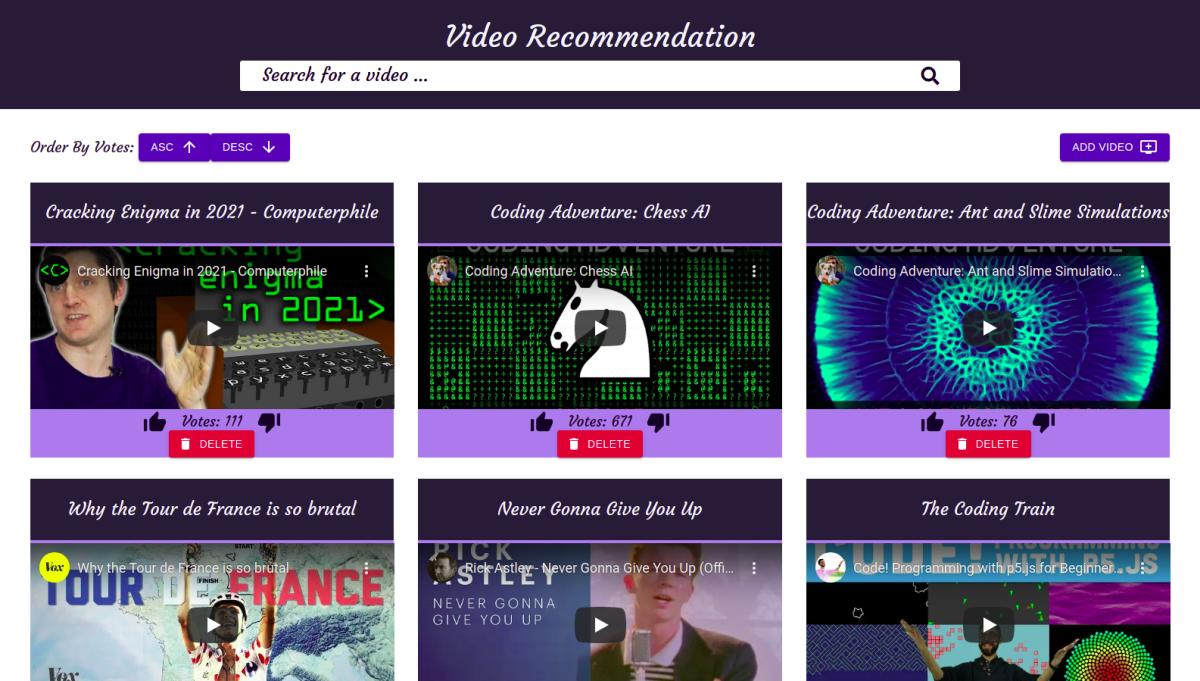 Video Recommendation
Search for a video ...
Order By Votes: ASC DESC ADD VIDEO
Cracking Enigma in 2021 - Computerphile
<cracking
<C> Cracking Enigma in 2021 - Computerphile
enigma
in 2021>
Votes: 111
DELETE
Coding Adventure: Chess AI
CODING ADVENTURE
Coding Adventure: Chess AI
Votes: 671
DELETE
Coding Adventure: Ant and Slime Simulations
CODING ADVENTURE
Coding Adventure: Ant and Slime Simulatio...
Votes: 76
DELETE
Why the Tour de France is so brutal
START
Vox Why the Tour de France is so brutal
TOUR DE FRANCE
FINISH
Vox
Never Gonna Give You Up
RICK
Rick Astley - Never Gonna Give You Up (Offi...
ASTLEY
NEVER GONNA
GIVE YOU UP
The Coding Train
CODE! PROGRAMMING
Code! Programming with p5.js for Beginner...
WITH P5.JS